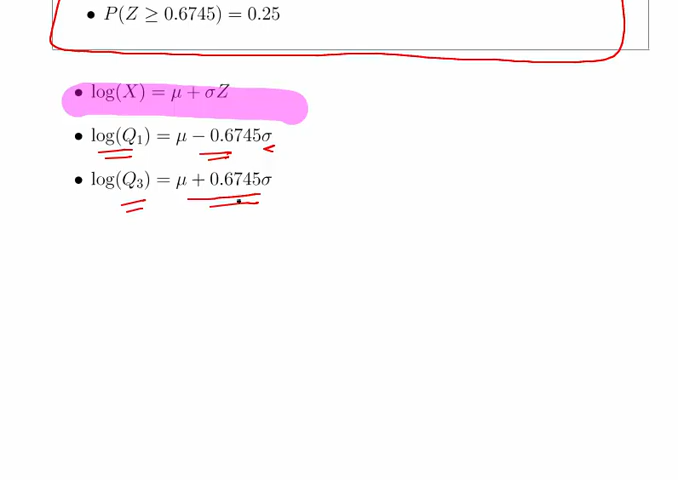 • P(Z ≥ 0.6745) = 0.25
• log(X) = μ + σZ
• log(Q₁) = μ − 0.6745σ
• log(Q₃) = μ + 0.6745σ